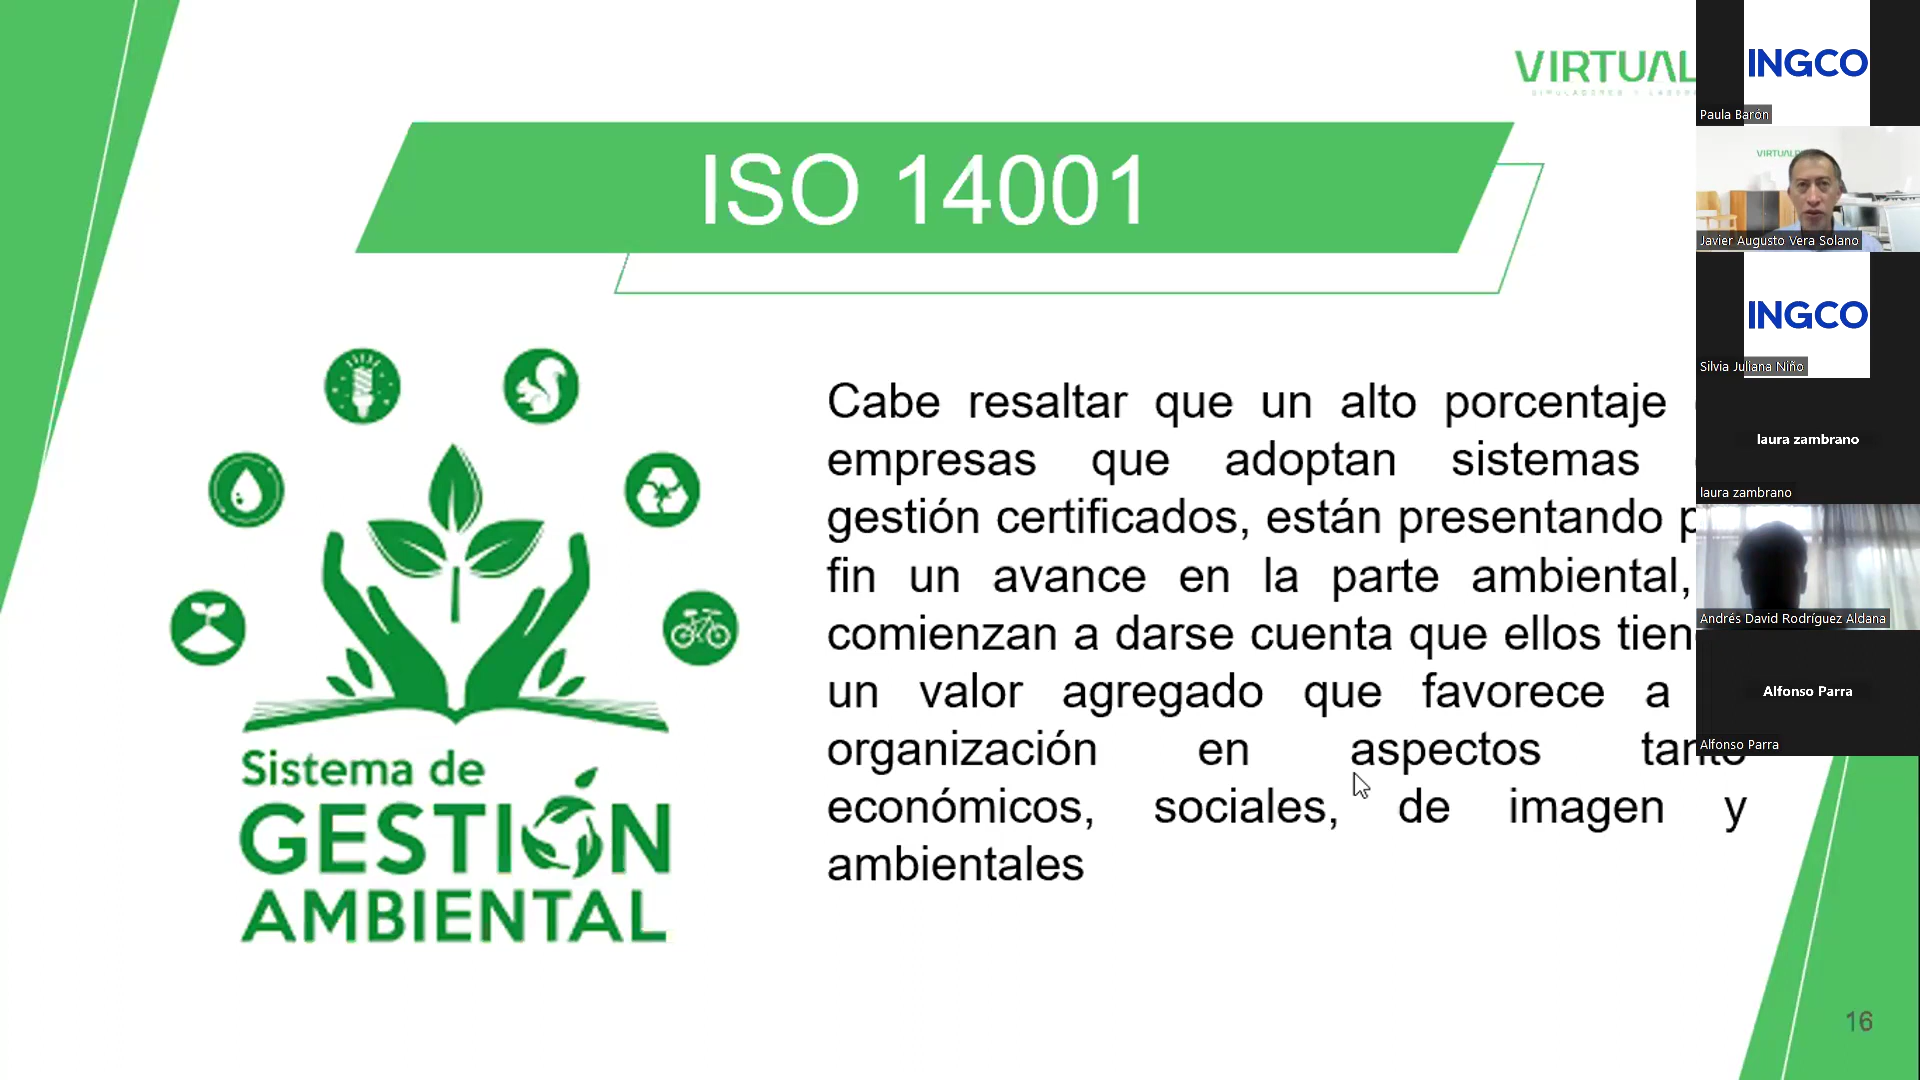 VIRTUAL
ISO 14001
Cabe resaltar que un alto porcentaje
empresas que adoptan sistemas
gestión certificados, están presentando
fin un avance en la parte ambiental,
comienzan a darse cuenta que ellos tien
un valor agregado que favorece a
organización en aspectos tanto
económicos, sociales, de imagen y
ambientales
Sistema de
GESTIÓN
AMBIENTAL
16
INGCO
Paula Barón
VIRTUAL
Javier Augusto Vera Solano
INGCO
Silvia Juliana Niño
laura zambrano
laura zambrano
Andrés David Rodríguez Aldana
Alfonso Parra
Alfonso Parra